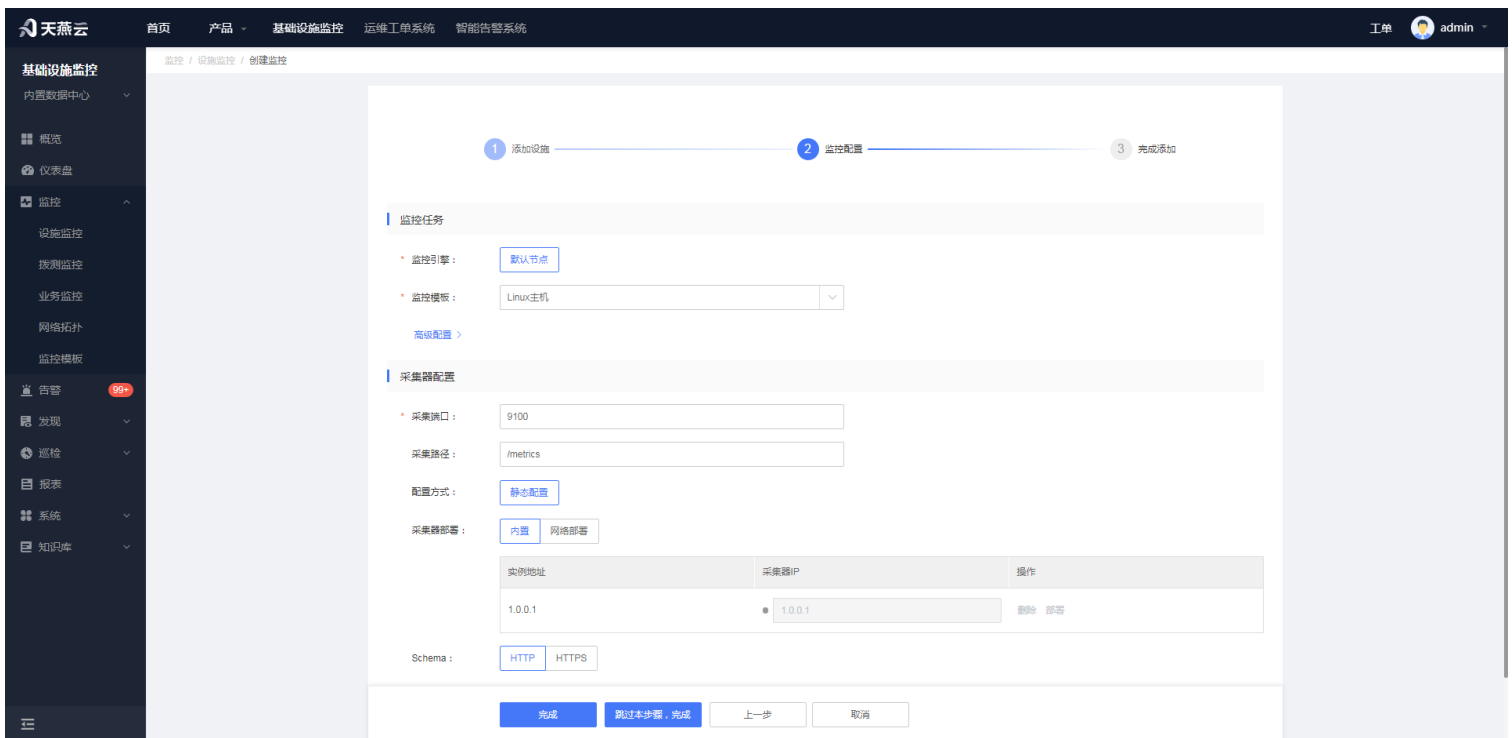 天燕云 首页 产品 基础设施监控 运维工单系统 智能告警系统 工单 admin
基础设施监控
内置数据中心
概览
仪表盘
监控
设施监控
拨测监控
业务监控
网络拓扑
监控模板
告警 99+
发现
巡检
报表
系统
知识库
监控 / 设施监控 / 创建监控
1 添加设施 2 监控配置 3 完成添加
监控任务
* 监控引擎： 默认节点
* 监控模板： Linux主机
高级配置 >
采集器配置
* 采集端口： 9100
采集路径： /metrics
配置方式： 静态配置
采集器部署： 内置 网络部署
实例地址 采集器IP 操作
1.0.0.1 1.0.0.1 删除 部署
Schema： HTTP HTTPS
完成 跳过本步骤，完成 上一步 取消